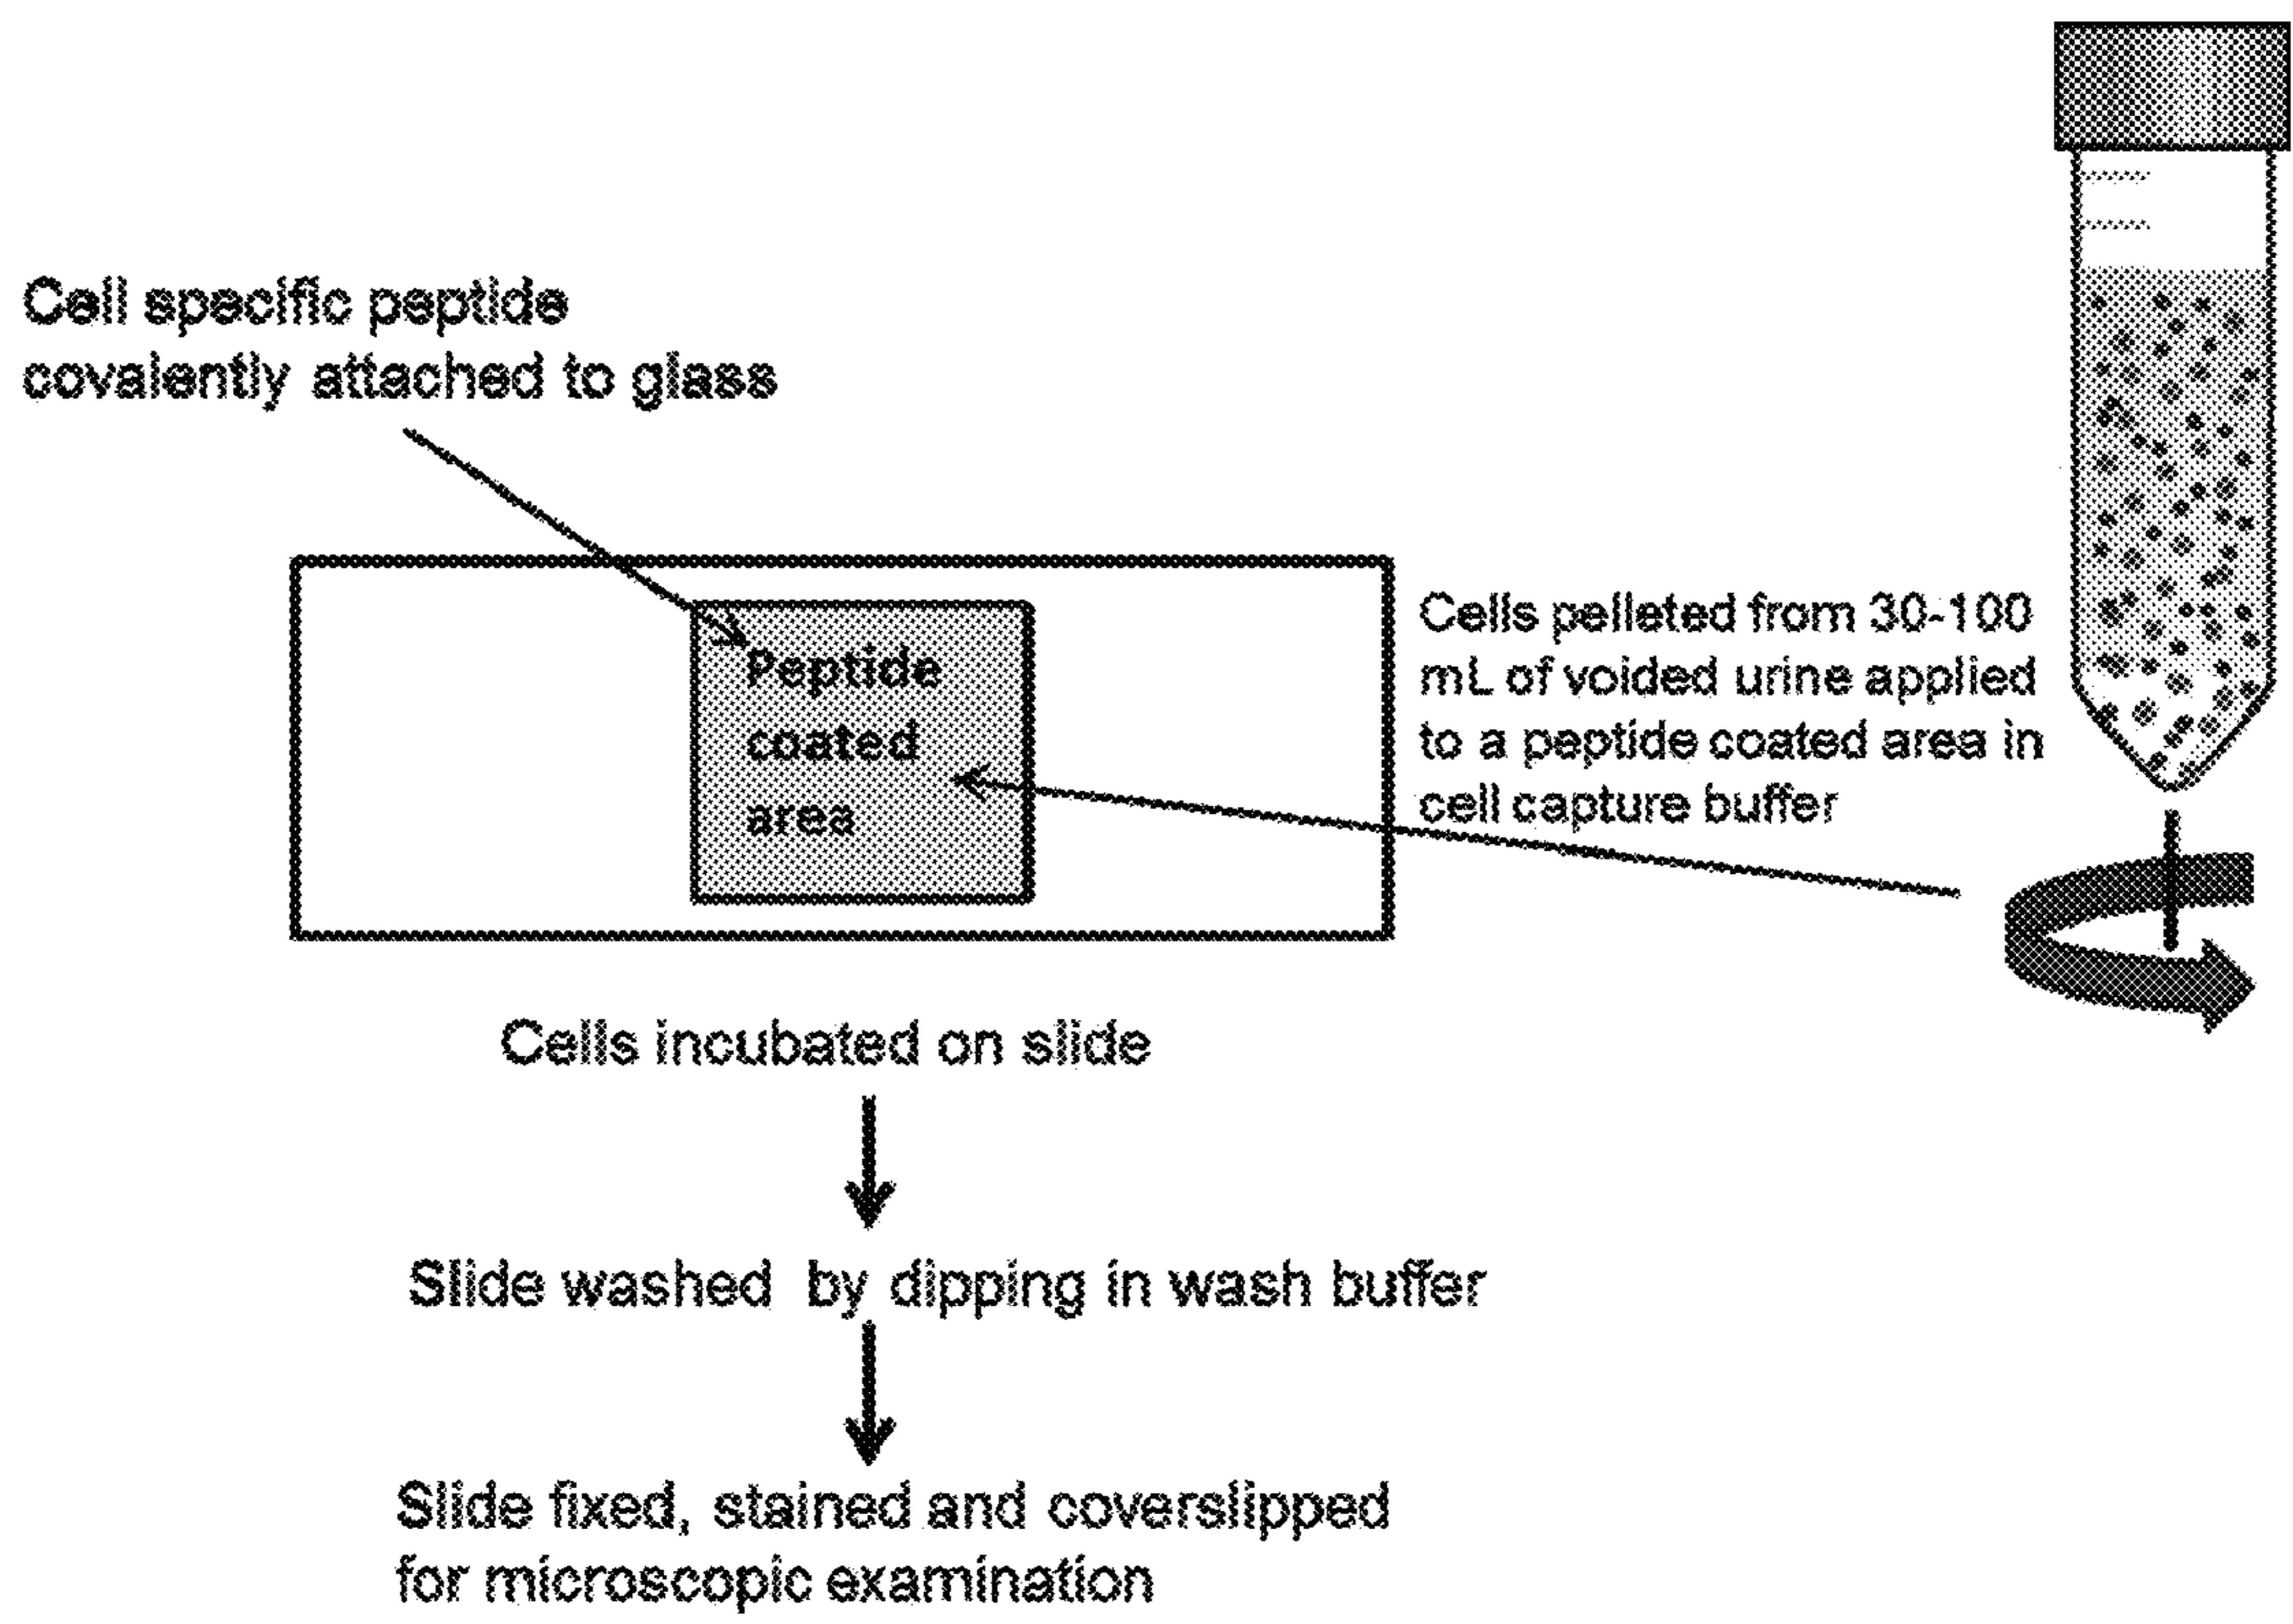 Cell specific peptide
covalently attached to glass
Peptide
coated
area
Cells pelleted from 30-100
mL of voided urine applied
to a peptide coated area in
cell capture buffer
Cells incubated on slide
Slide washed by dipping in wash buffer
Slide fixed, stained and coverslipped
for microscopic examination